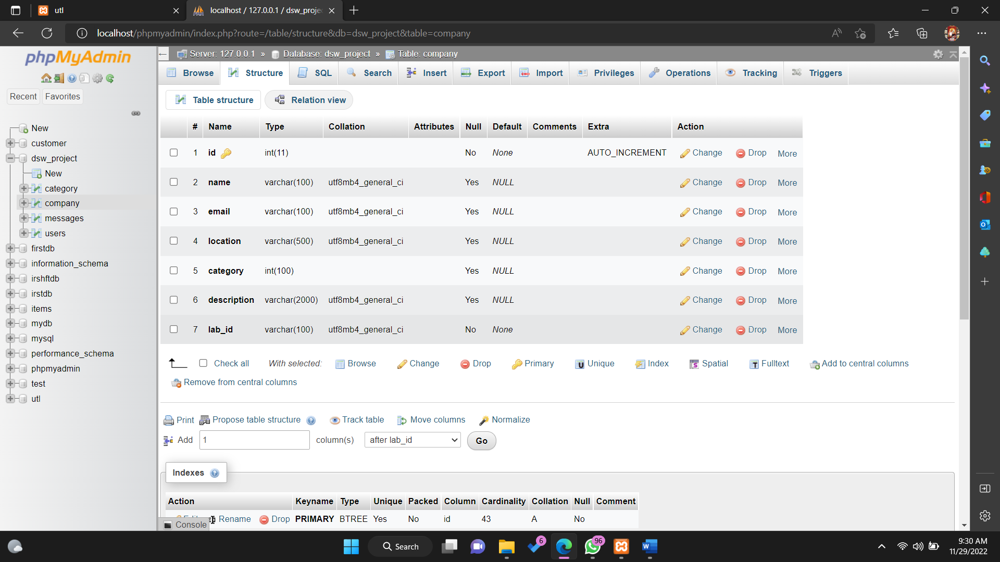 utl
localhost / 127.0.0.1 / dsw_proje
localhost/phpmyadmin/index.php?route=/table/structure&db=dsw_project&table=company
phpMyAdmin
Recent Favorites
New
customer
dsw_project
New
category
company
messages
users
firstdb
information_schema
irshftdb
irstdb
items
mydb
mysql
performance_schema
phpmyadmin
test
utl
Server: 127.0.0.1 » Database: dsw_project » Table: company
Browse Structure SQL Search Insert Export Import Privileges Operations Tracking Triggers
Table structure Relation view
# Name Type Collation Attributes Null Default Comments Extra Action
1 id int(11) No None AUTO_INCREMENT Change Drop More
2 name varchar(100) utf8mb4_general_ci Yes NULL Change Drop More
3 email varchar(100) utf8mb4_general_ci Yes NULL Change Drop More
4 location varchar(500) utf8mb4_general_ci Yes NULL Change Drop More
5 category int(100) Yes NULL Change Drop More
6 description varchar(2000) utf8mb4_general_ci Yes NULL Change Drop More
7 lab_id varchar(100) utf8mb4_general_ci No None Change Drop More
Check all With selected: Browse Change Drop Primary Unique Index Spatial Fulltext Add to central columns
Remove from central columns
Print Propose table structure Track table Move columns Normalize
Add 1 column(s) after lab_id Go
Indexes
Action Keyname Type Unique Packed Column Cardinality Collation Null Comment
Rename Drop PRIMARY BTREE Yes No id 43 A No
Console
Search
6
96
9:30 AM
11/29/2022